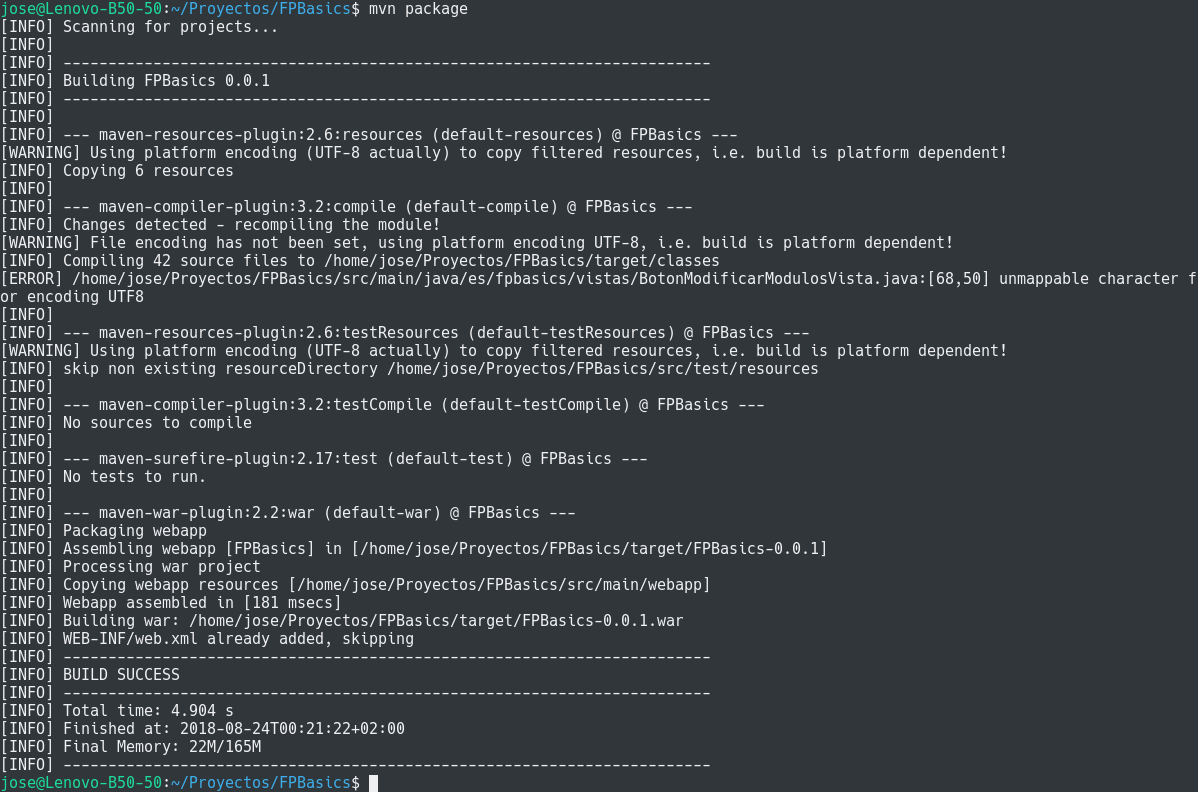 jose@Lenovo-B50-50:~/Proyectos/FPBasics$ mvn package
[INFO] Scanning for projects...
[INFO]
[INFO] ------------------------------------------------------------------------
[INFO] Building FPBasics 0.0.1
[INFO] ------------------------------------------------------------------------
[INFO]
[INFO] --- maven-resources-plugin:2.6:resources (default-resources) @ FPBasics ---
[WARNING] Using platform encoding (UTF-8 actually) to copy filtered resources, i.e. build is platform dependent!
[INFO] Copying 6 resources
[INFO]
[INFO] --- maven-compiler-plugin:3.2:compile (default-compile) @ FPBasics ---
[INFO] Changes detected - recompiling the module!
[WARNING] File encoding has not been set, using platform encoding UTF-8, i.e. build is platform dependent!
[INFO] Compiling 42 source files to /home/jose/Proyectos/FPBasics/target/classes
[ERROR] /home/jose/Proyectos/FPBasics/src/main/java/es/fpbasics/vistas/BotonModificarModulosVista.java:[68,50] unmappable character f
or encoding UTF8
[INFO]
[INFO] --- maven-resources-plugin:2.6:testResources (default-testResources) @ FPBasics ---
[WARNING] Using platform encoding (UTF-8 actually) to copy filtered resources, i.e. build is platform dependent!
[INFO] skip non existing resourceDirectory /home/jose/Proyectos/FPBasics/src/test/resources
[INFO]
[INFO] --- maven-compiler-plugin:3.2:testCompile (default-testCompile) @ FPBasics ---
[INFO] No sources to compile
[INFO]
[INFO] --- maven-surefire-plugin:2.17:test (default-test) @ FPBasics ---
[INFO] No tests to run.
[INFO]
[INFO] --- maven-war-plugin:2.2:war (default-war) @ FPBasics ---
[INFO] Packaging webapp
[INFO] Assembling webapp [FPBasics] in [/home/jose/Proyectos/FPBasics/target/FPBasics-0.0.1]
[INFO] Processing war project
[INFO] Copying webapp resources [/home/jose/Proyectos/FPBasics/src/main/webapp]
[INFO] Webapp assembled in [181 msecs]
[INFO] Building war: /home/jose/Proyectos/FPBasics/target/FPBasics-0.0.1.war
[INFO] WEB-INF/web.xml already added, skipping
[INFO] ------------------------------------------------------------------------
[INFO] BUILD SUCCESS
[INFO] ------------------------------------------------------------------------
[INFO] Total time: 4.904 s
[INFO] Finished at: 2018-08-24T00:21:22+02:00
[INFO] Final Memory: 22M/165M
[INFO] ------------------------------------------------------------------------
jose@Lenovo-B50-50:~/Proyectos/FPBasics$